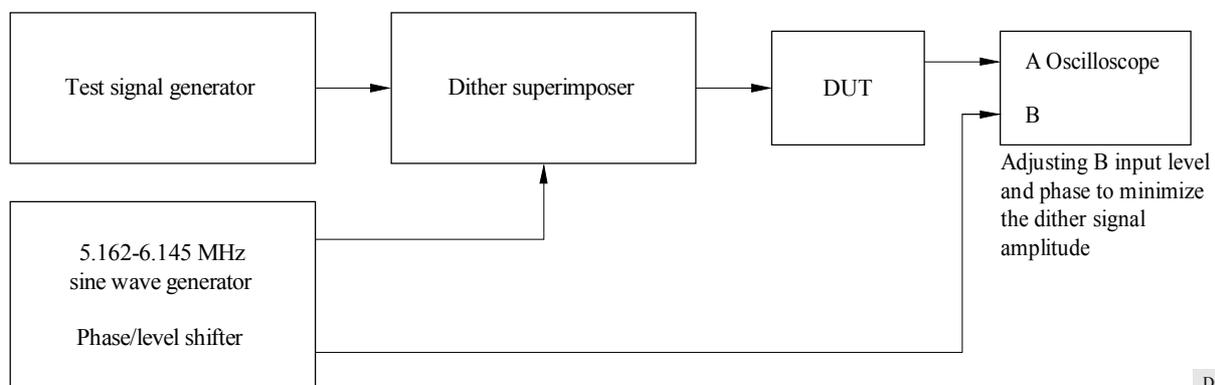 Test signal generator
Dither superimposer
DUT
A Oscilloscope
B
Adjusting B input level
and phase to minimize
the dither signal
amplitude
5.162-6.145 MHz
sine wave generator
Phase/level shifter
D